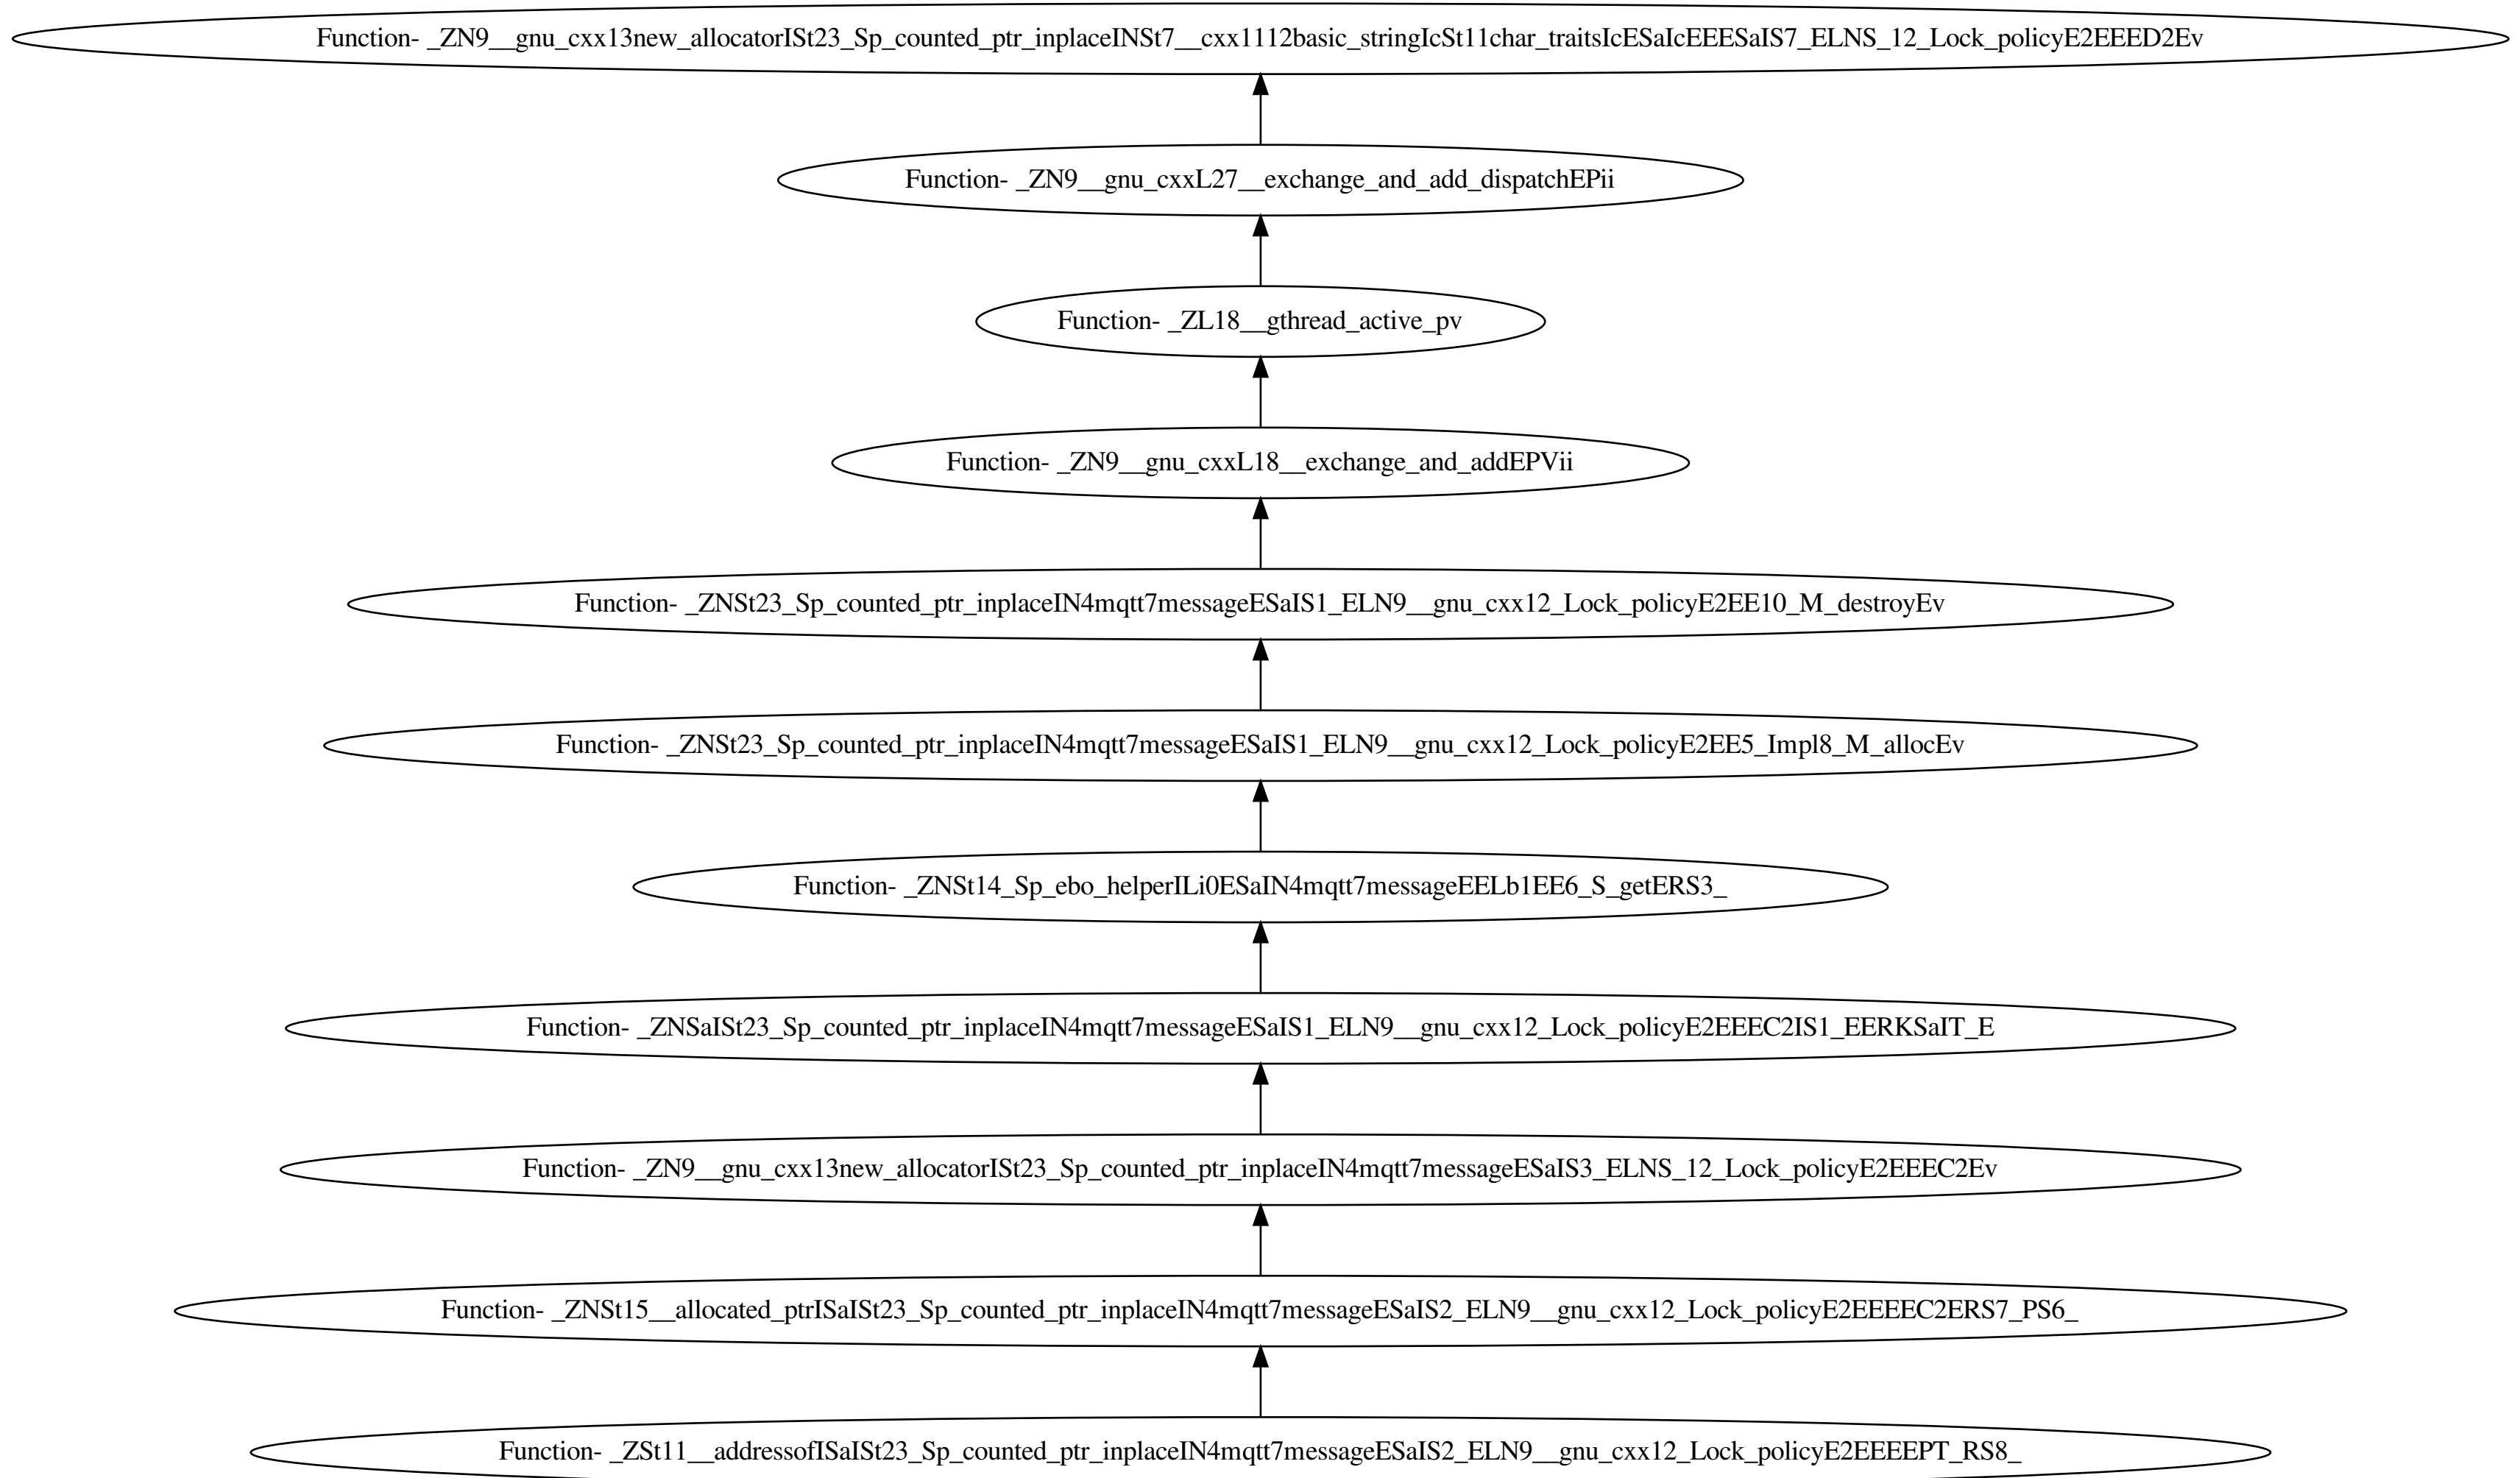 Function- _ZN9__gnu_cxx13new_allocatorISt23_Sp_counted_ptr_inplaceINSt7__cxx1112basic_stringIcSt11char_traitsIcESaIcEEESaIS7_ELNS_12_Lock_policyE2EEED2Ev
Function- _ZN9__gnu_cxxL27__exchange_and_add_dispatchEPii
Function- _ZL18__gthread_active_pv
Function- _ZN9__gnu_cxxL18__exchange_and_addEPVii
Function- _ZNSt23_Sp_counted_ptr_inplaceIN4mqtt7messageESaIS1_ELN9__gnu_cxx12_Lock_policyE2EE10_M_destroyEv
Function- _ZNSt23_Sp_counted_ptr_inplaceIN4mqtt7messageESaIS1_ELN9__gnu_cxx12_Lock_policyE2EE5_Impl8_M_allocEv
Function- _ZNSt14_Sp_ebo_helperILi0ESaIN4mqtt7messageEELb1EE6_S_getERS3_
Function- _ZNSaISt23_Sp_counted_ptr_inplaceIN4mqtt7messageESaIS1_ELN9__gnu_cxx12_Lock_policyE2EEEC2IS1_EERKSaIT_E
Function- _ZN9__gnu_cxx13new_allocatorISt23_Sp_counted_ptr_inplaceIN4mqtt7messageESaIS3_ELNS_12_Lock_policyE2EEEC2Ev
Function- _ZNSt15__allocated_ptrISaISt23_Sp_counted_ptr_inplaceIN4mqtt7messageESaIS2_ELN9__gnu_cxx12_Lock_policyE2EEEEC2ERS7_PS6_
Function- _ZSt11__addressofISaISt23_Sp_counted_ptr_inplaceIN4mqtt7messageESaIS2_ELN9__gnu_cxx12_Lock_policyE2EEEEPT_RS8_